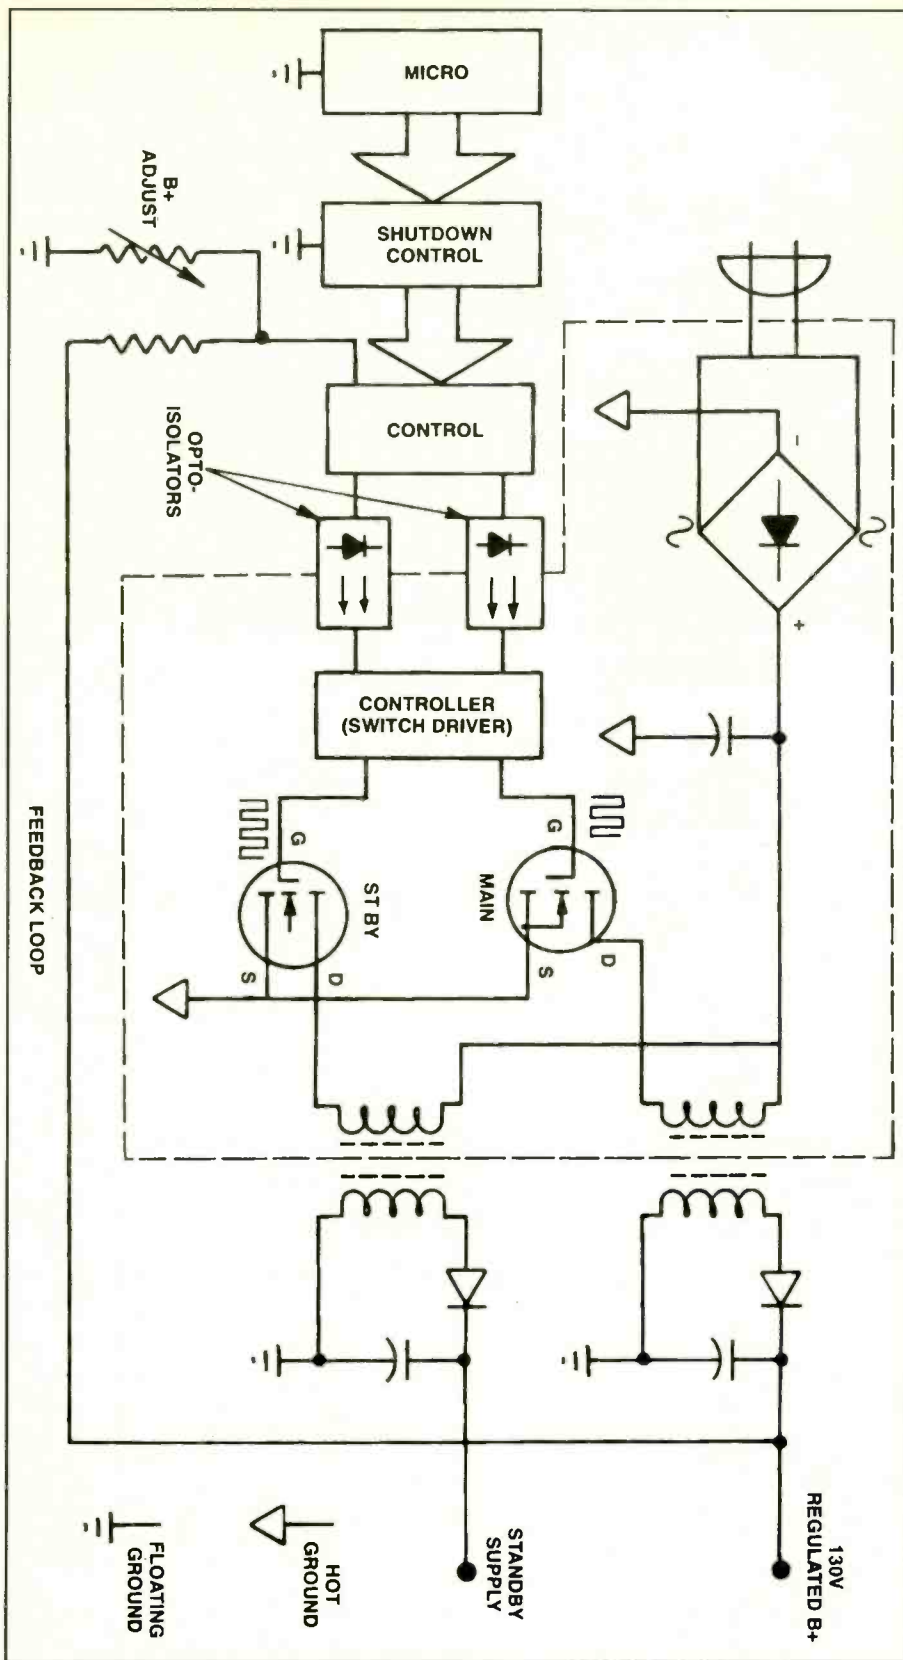 MICRO
B+
ADJUST
SHUTDOWN
CONTROL
CONTROL
OPTO-
ISOLATORS
-
+
CONTROLLER
(SWITCH DRIVER)
G
G
ST BY
MAIN
S
D
S
D
FEEDBACK LOOP
130V
REGULATED B+
STANDBY
SUPPLY
HOT
GROUND
FLOATING
GROUND